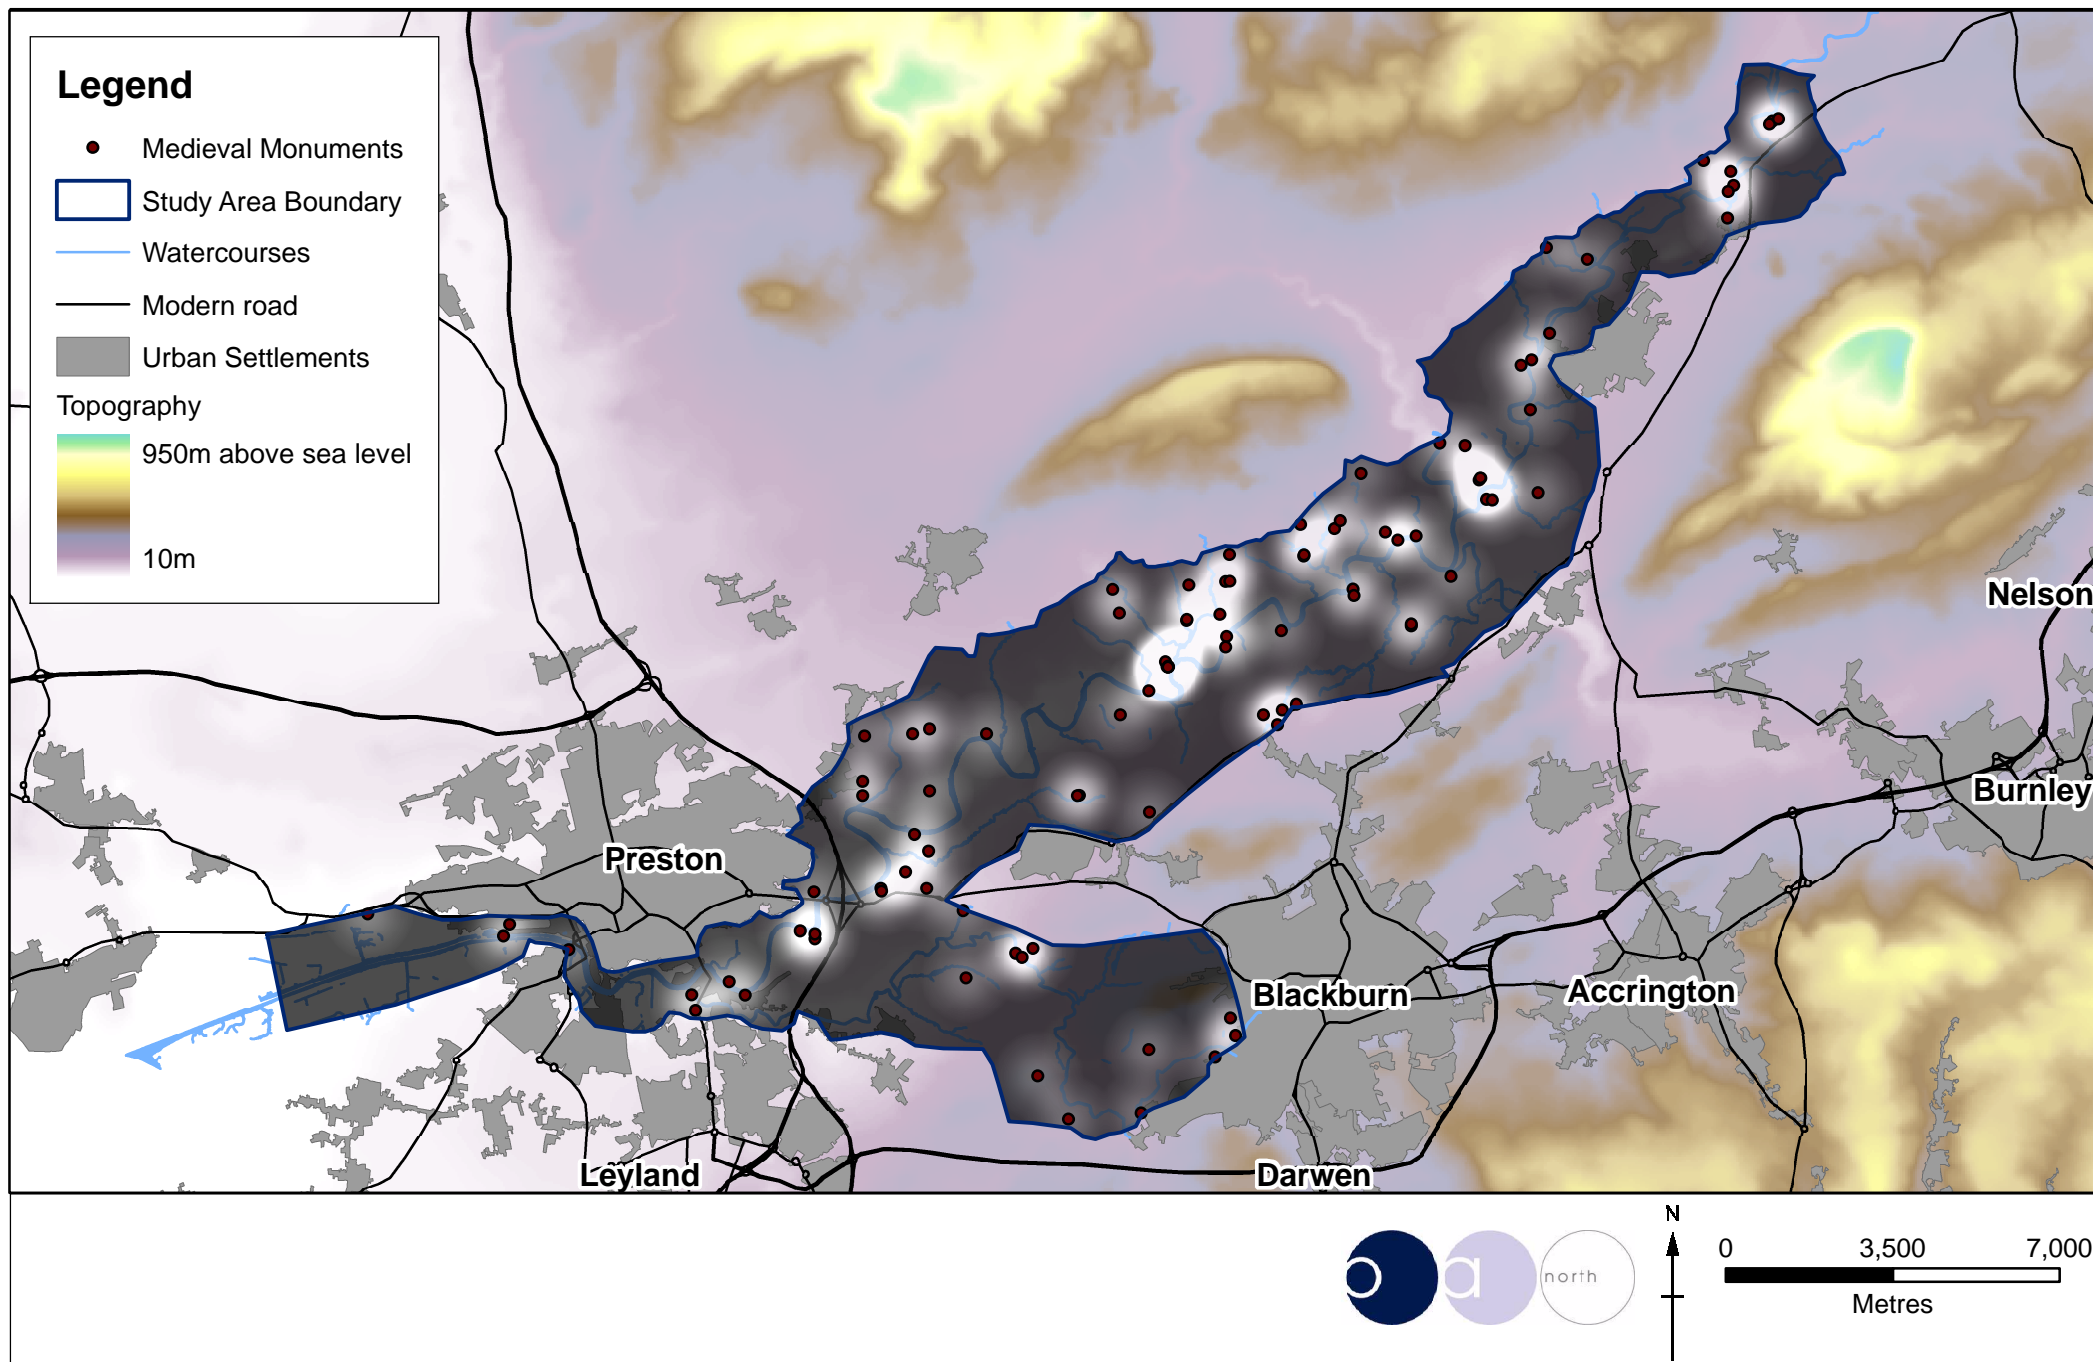 Legend
Medieval Monuments
Study Area Boundary
Watercourses
Modern road
Urban Settlements
Topography
950m above sea level
10m
Nelson
Burnley
Preston
Blackburn
Accrington
Leyland
Darwen
oa north
N
0 3,500 7,000
Metres